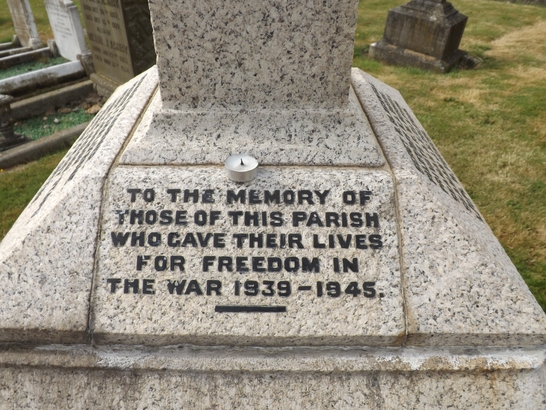 TO THE MEMORY OF
THOSE OF THIS PARISH
WHO GAVE THEIR LIVES
FOR FREEDOM IN
THE WAR 1939-1945.